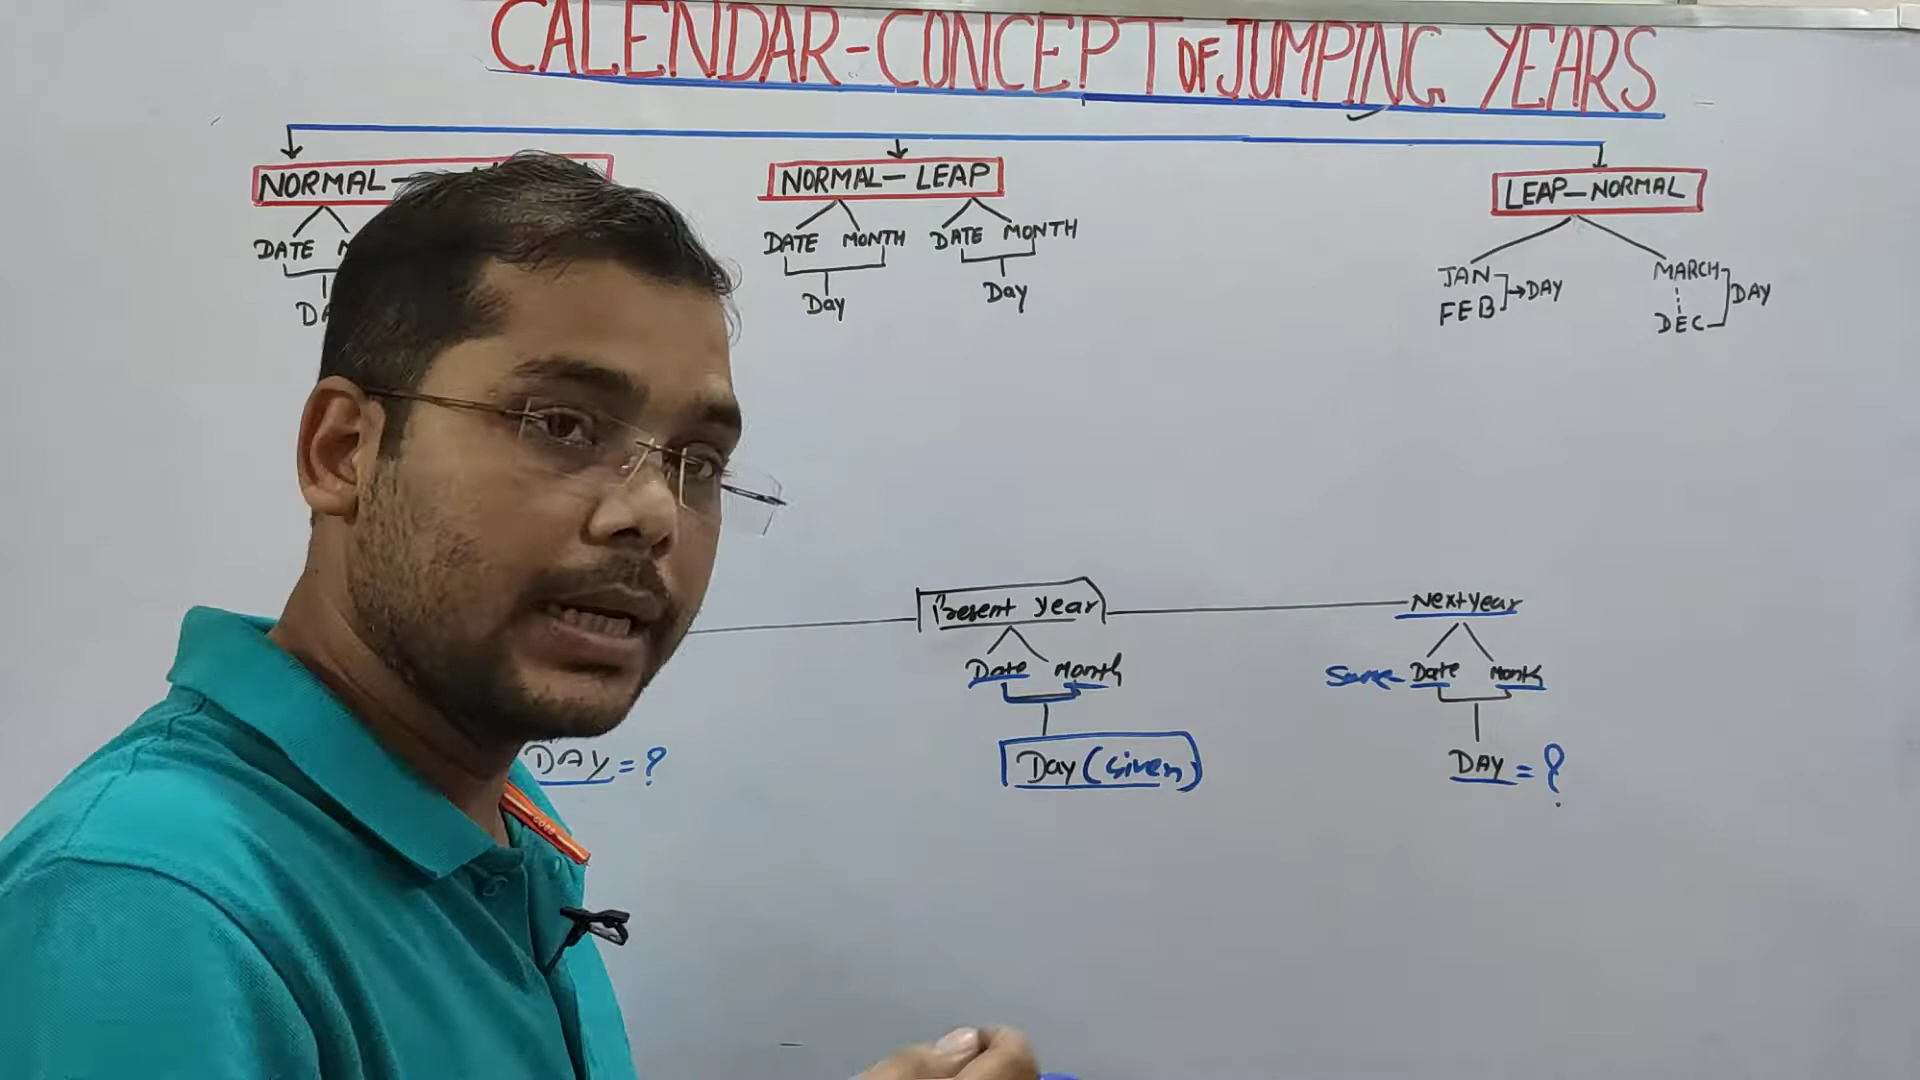 CALENDAR-CONCEPT OF JUMPING YEARS
NORMAL-
NORMAL-LEAP
LEAP-NORMAL
DATE
DATE MONTH
DATE MONTH
Day
Day
JAN
FEB
DAY
MARCH
DEC
DAY
Present year
Next year
Date Month
Same Date Month
DAY = ?
Day (Given)
DAY = ?